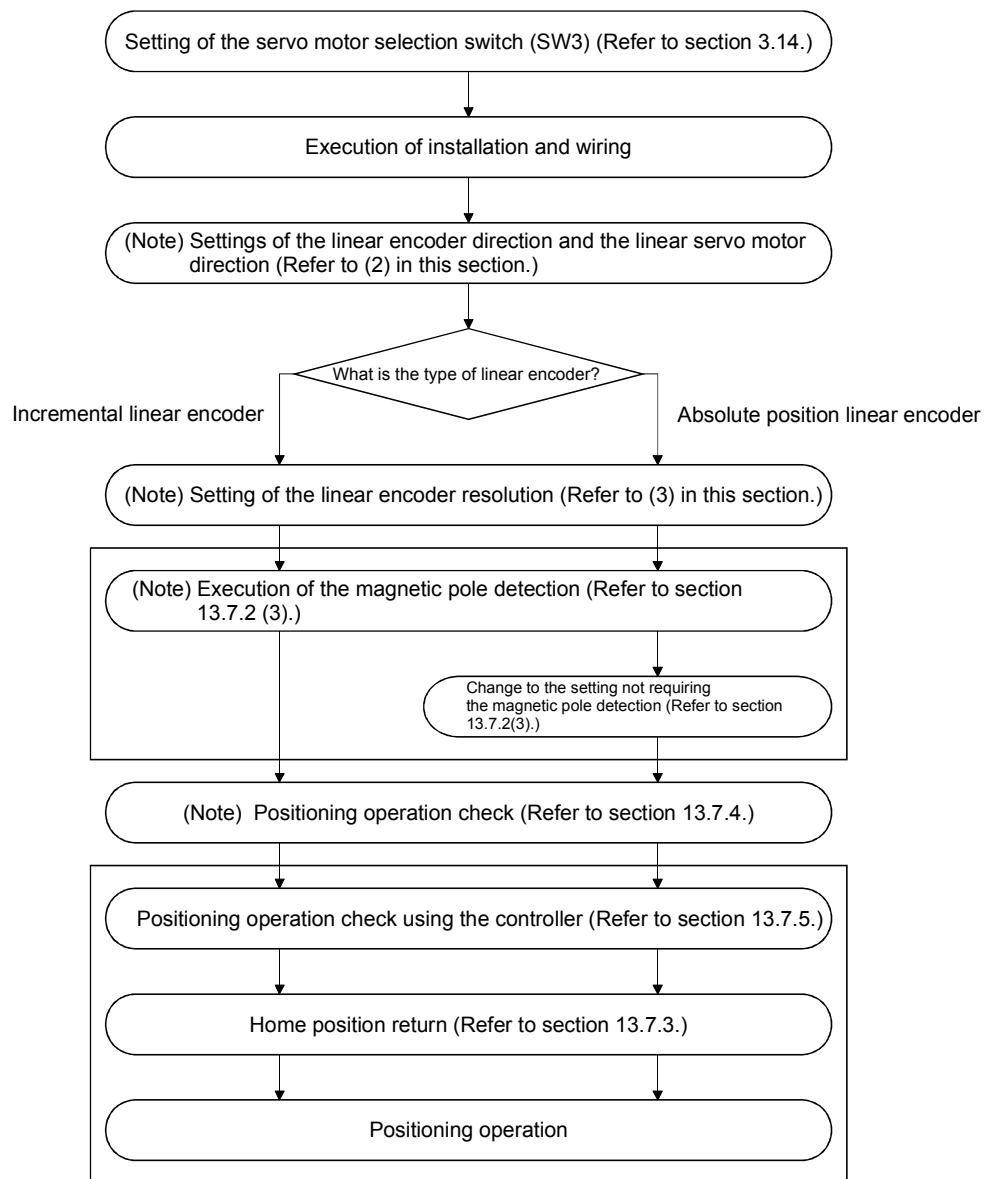 Setting of the servo motor selection switch (SW3) (Refer to section 3.14.)
Execution of installation and wiring
(Note) Settings of the linear encoder direction and the linear servo motor
direction (Refer to (2) in this section.)
What is the type of linear encoder?
Incremental linear encoder
Absolute position linear encoder
(Note) Setting of the linear encoder resolution (Refer to (3) in this section.)
(Note) Execution of the magnetic pole detection (Refer to section
13.7.2 (3).)
Change to the setting not requiring
the magnetic pole detection (Refer to section
13.7.2(3).)
(Note) Positioning operation check (Refer to section 13.7.4.)
Positioning operation check using the controller (Refer to section 13.7.5.)
Home position return (Refer to section 13.7.3.)
Positioning operation